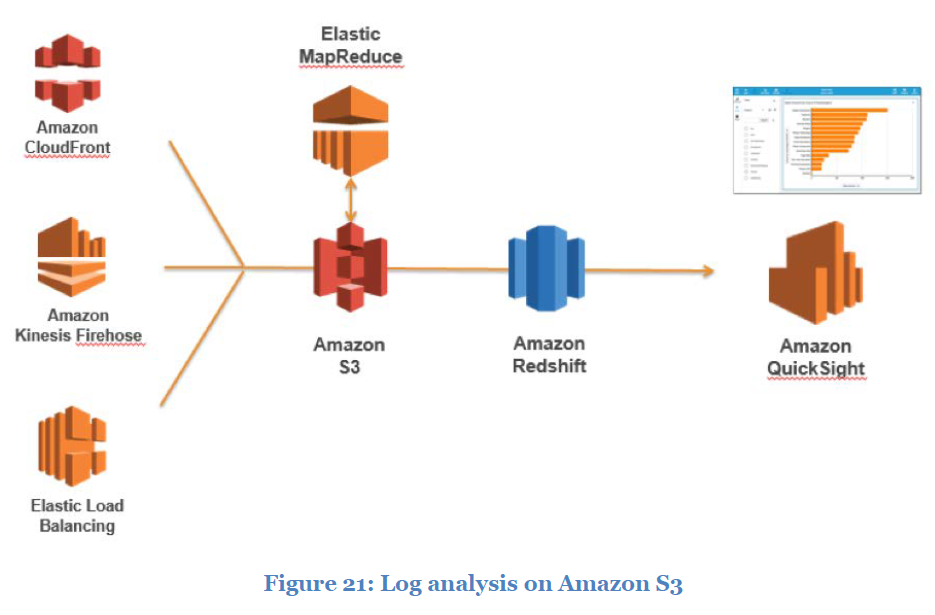 Elastic
MapReduce
Amazon
CloudFront
Amazon
Kinesis Firehose
Amazon
S3
Amazon
Redshift
Amazon
QuickSight
Elastic Load
Balancing
Figure 21: Log analysis on Amazon S3